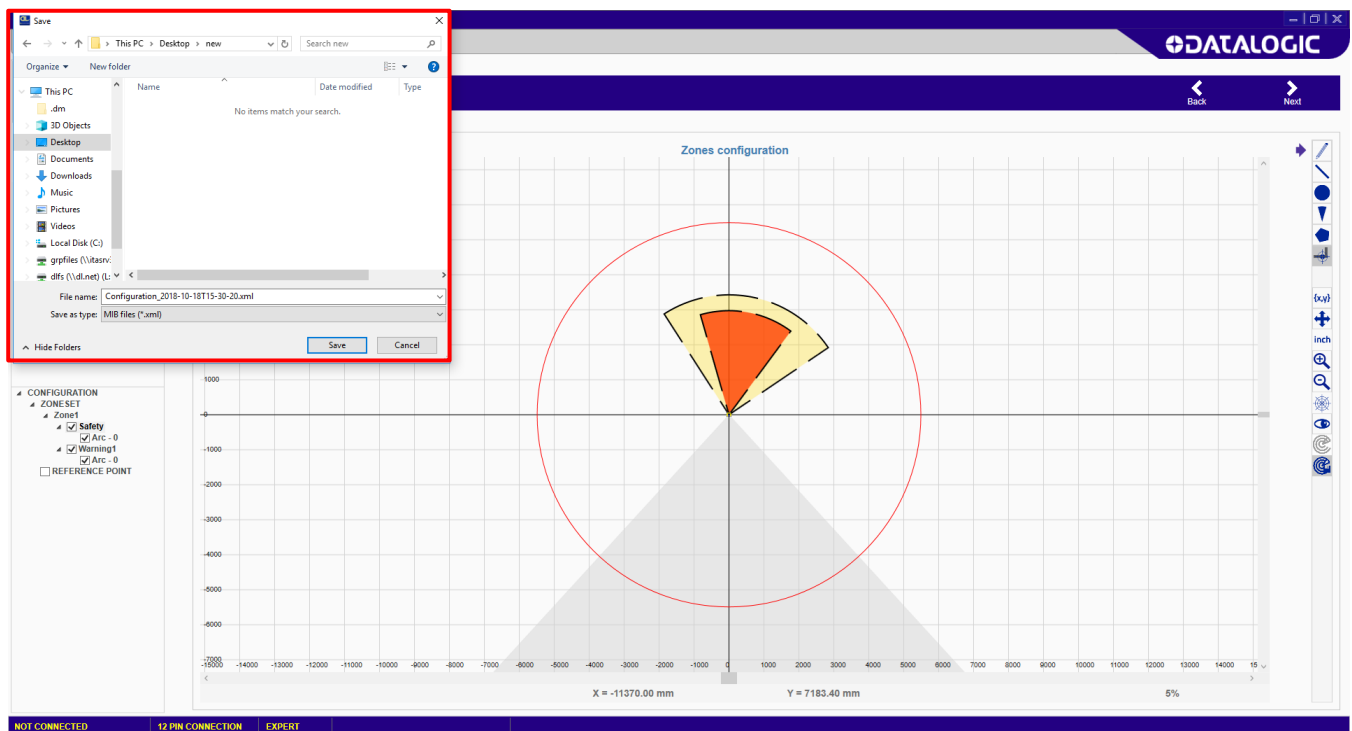 Save
This PC > Desktop > new
Search new
Organize
New folder
Name
Date modified
Type
No items match your search.
This PC
.dm
3D Objects
Desktop
Documents
Downloads
Music
Pictures
Videos
Local Disk (C:)
grpfiles (\\itasrv
dlfs (\\dl.net) (L:
File name: Configuration_2018-10-18T15-30-20.xml
Save as type: MIB files (*.xml)
Hide Folders
Save
Cancel
DATALOGIC
Back
Next
Zones configuration
{x,y}
inch
CONFIGURATION
ZONESET
Zone1
Safety
Arc - 0
Warning1
Arc - 0
REFERENCE POINT
1000
0
-1000
-2000
-3000
-4000
-5000
-6000
-7000
-15000 -14000 -13000 -12000 -11000 -10000 -9000 -8000 -7000 -6000 -5000 -4000 -3000 -2000 -1000 0 1000 2000 3000 4000 5000 6000 7000 8000 9000 10000 11000 12000 13000 14000 15
X = -11370.00 mm
Y = 7183.40 mm
5%
NOT CONNECTED
12 PIN CONNECTION
EXPERT